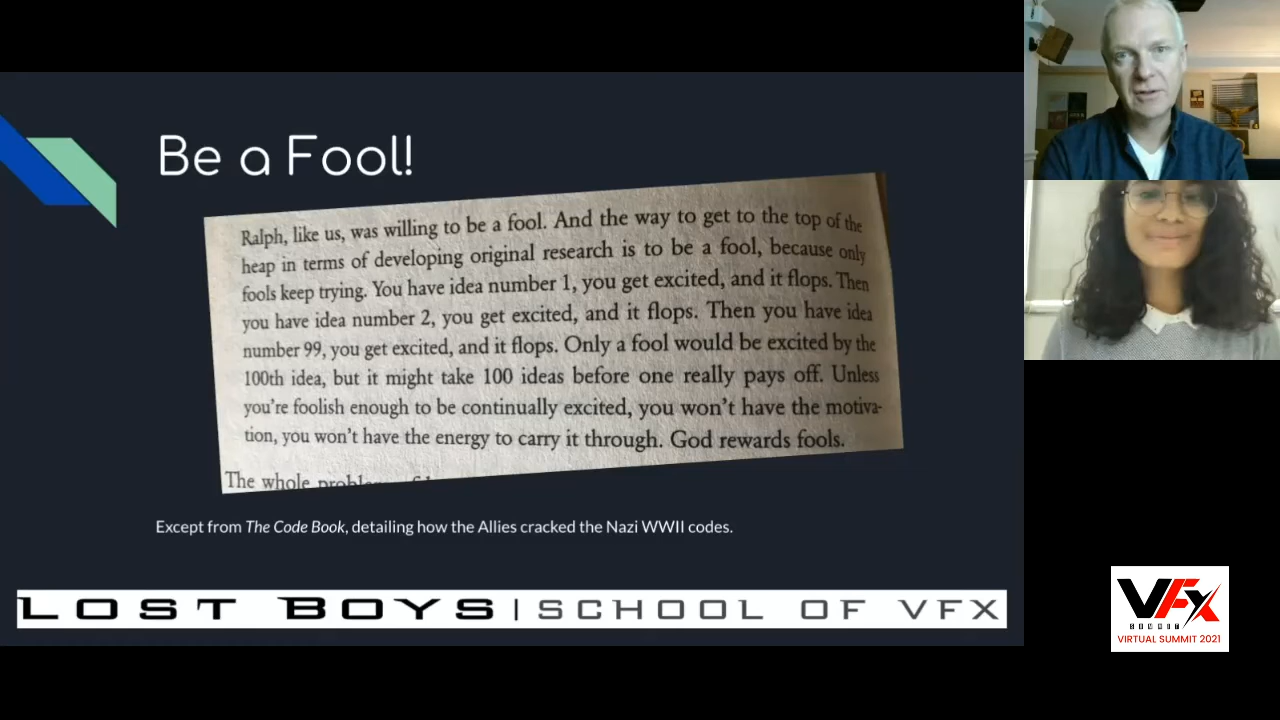 Be a Fool!
Ralph, like us, was willing to be a fool. And the way to get to the top of the
heap in terms of developing original research is to be a fool, because only
fools keep trying. You have idea number 1, you get excited, and it flops. Then
you have idea number 2, you get excited, and it flops. Then you have idea
number 99, you get excited, and it flops. Only a fool would be excited by the
100th idea, but it might take 100 ideas before one really pays off. Unless
you're foolish enough to be continually excited, you won't have the motiva-
tion, you won't have the energy to carry it through. God rewards fools.
The whole
Except from The Code Book, detailing how the Allies cracked the Nazi WWII codes.
LOST BOYS | SCHOOL OF VFX
VFX
SUMMIT
VIRTUAL SUMMIT 2021